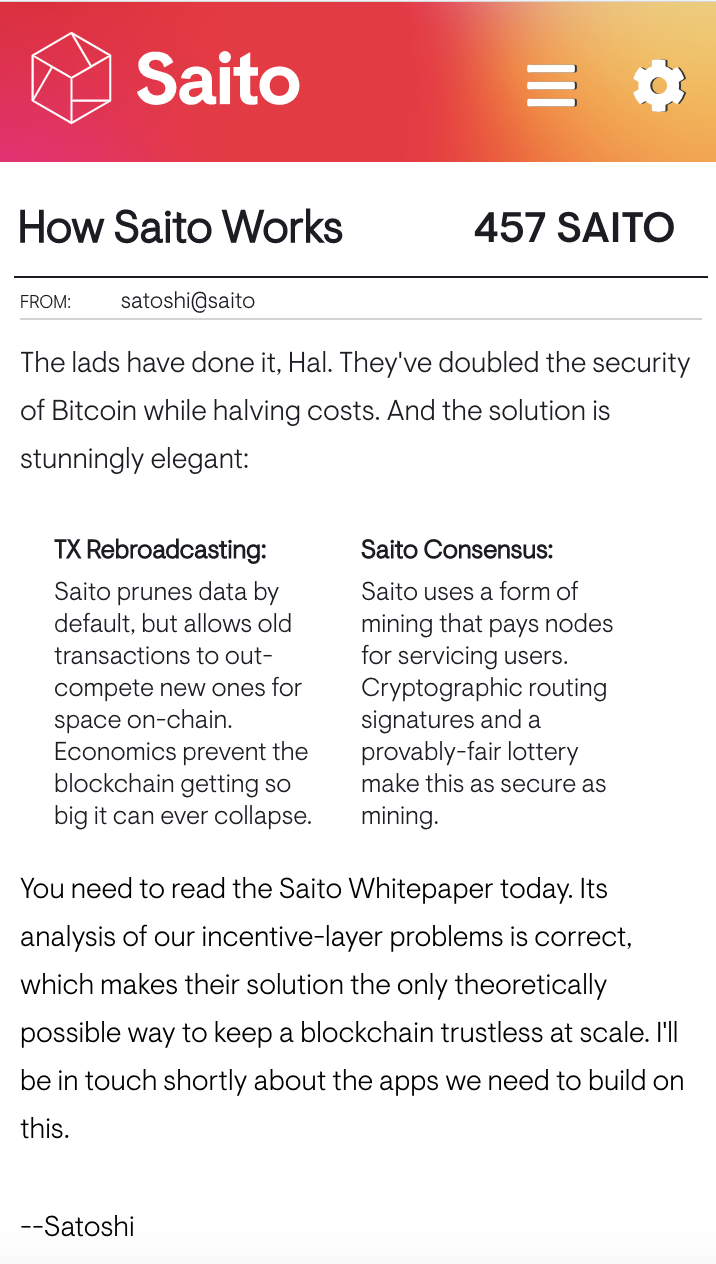 Saito
How Saito Works
457 SAITO
FROM: satoshi@saito
The lads have done it, Hal. They've doubled the security
of Bitcoin while halving costs. And the solution is
stunningly elegant:
TX Rebroadcasting:
Saito prunes data by
default, but allows old
transactions to out-
compete new ones for
space on-chain.
Economics prevent the
blockchain getting so
big it can ever collapse.
Saito Consensus:
Saito uses a form of
mining that pays nodes
for servicing users.
Cryptographic routing
signatures and a
provably-fair lottery
make this as secure as
mining.
You need to read the Saito Whitepaper today. Its
analysis of our incentive-layer problems is correct,
which makes their solution the only theoretically
possible way to keep a blockchain trustless at scale. I'll
be in touch shortly about the apps we need to build on
this.
--Satoshi